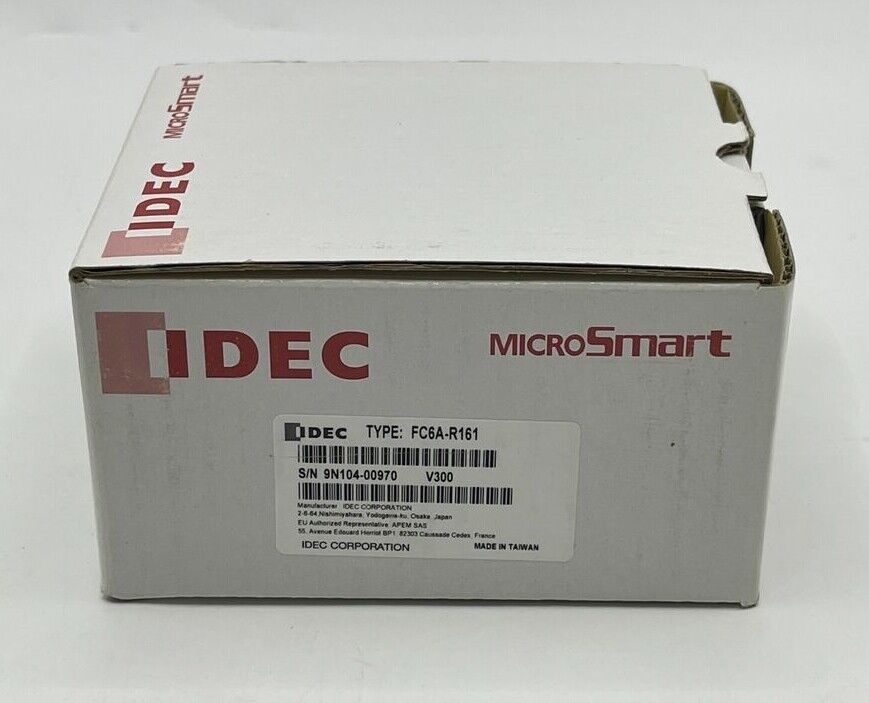 IDEC MICROSmart
IDEC MICROSmart
IDEC TYPE: FC6A-R161
S/N 9N104-00970 V300
Manufacturer IDEC CORPORATION
2-6-64,Nishimiyahara, Yodogawa-ku, Osaka, Japan
EU Authorized Representative APEM SAS
55, Avenue Edouard Herriot BP1 82303 Caussade Cedex, France
IDEC CORPORATION MADE IN TAIWAN